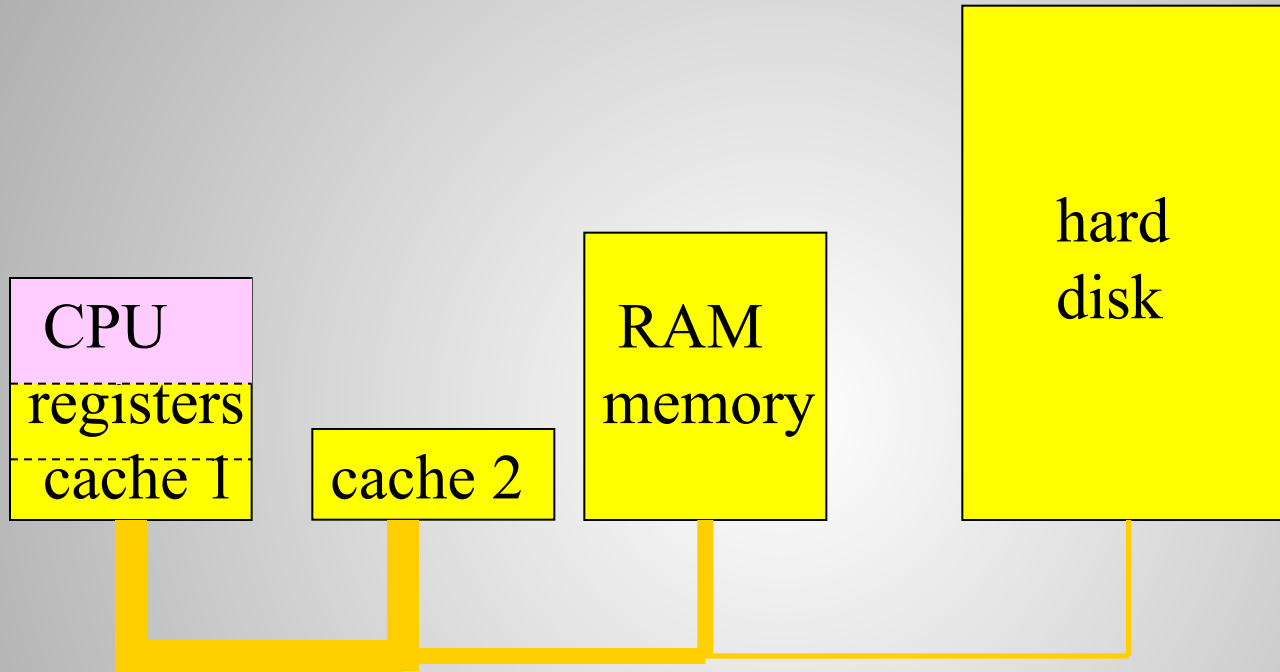 CPU
registers
cache 1
cache 2
RAM
memory
hard
disk